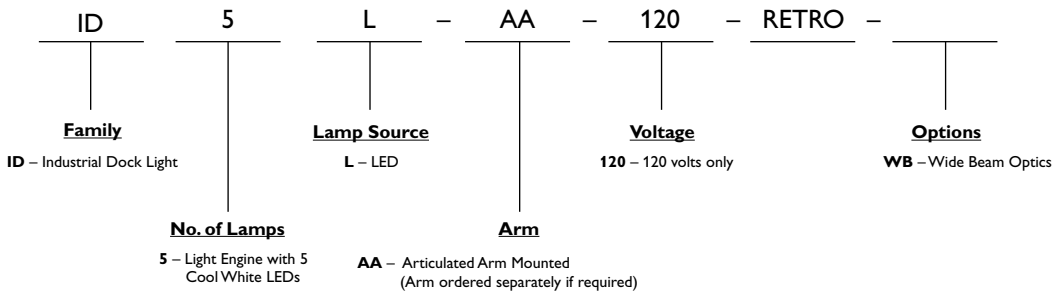 ID 5 L – AA – 120 – RETRO –
Family
ID – Industrial Dock Light
Lamp Source
L – LED
Voltage
120 – 120 volts only
Options
WB – Wide Beam Optics
No. of Lamps
5 – Light Engine with 5
Cool White LEDs
Arm
AA – Articulated Arm Mounted
(Arm ordered separately if required)